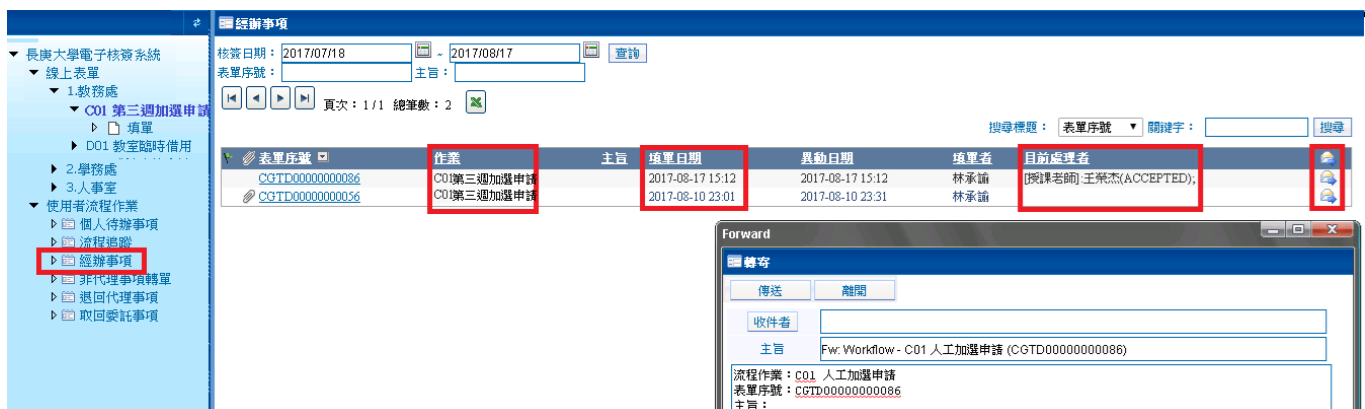 經辦事項
長庚大學電子核簽系統
線上表單
1.教務處
C01 第三週加選申請
填單
D01 教室臨時借用
2.學務處
3.人事室
使用者流程作業
個人待辦事項
流程追蹤
經辦事項
非代理事項轉單
退回代理事項
取回委託事項
核簽日期： 2017/07/18 ~ 2017/08/17 查詢
表單序號： 主旨：
頁次：1/1 總筆數：2
搜尋標題： 表單序號 關鍵字： 搜尋
表單序號 作業 主旨 填單日期 異動日期 填單者 目前處理者
CGTD00000000086 C01第三週加選申請 2017-08-17 15:12 2017-08-17 15:12 林承諭 [授課老師]:王榮杰(ACCEPTED);
CGTD00000000056 C01第三週加選申請 2017-08-10 23:01 2017-08-10 23:31 林承諭
Forward
轉寄
傳送 離開
收件者
主旨 Fw: Workflow - C01 人工加選申請 (CGTD00000000086)
流程作業：C01 人工加選申請
表單序號：CGTD00000000086
主旨：